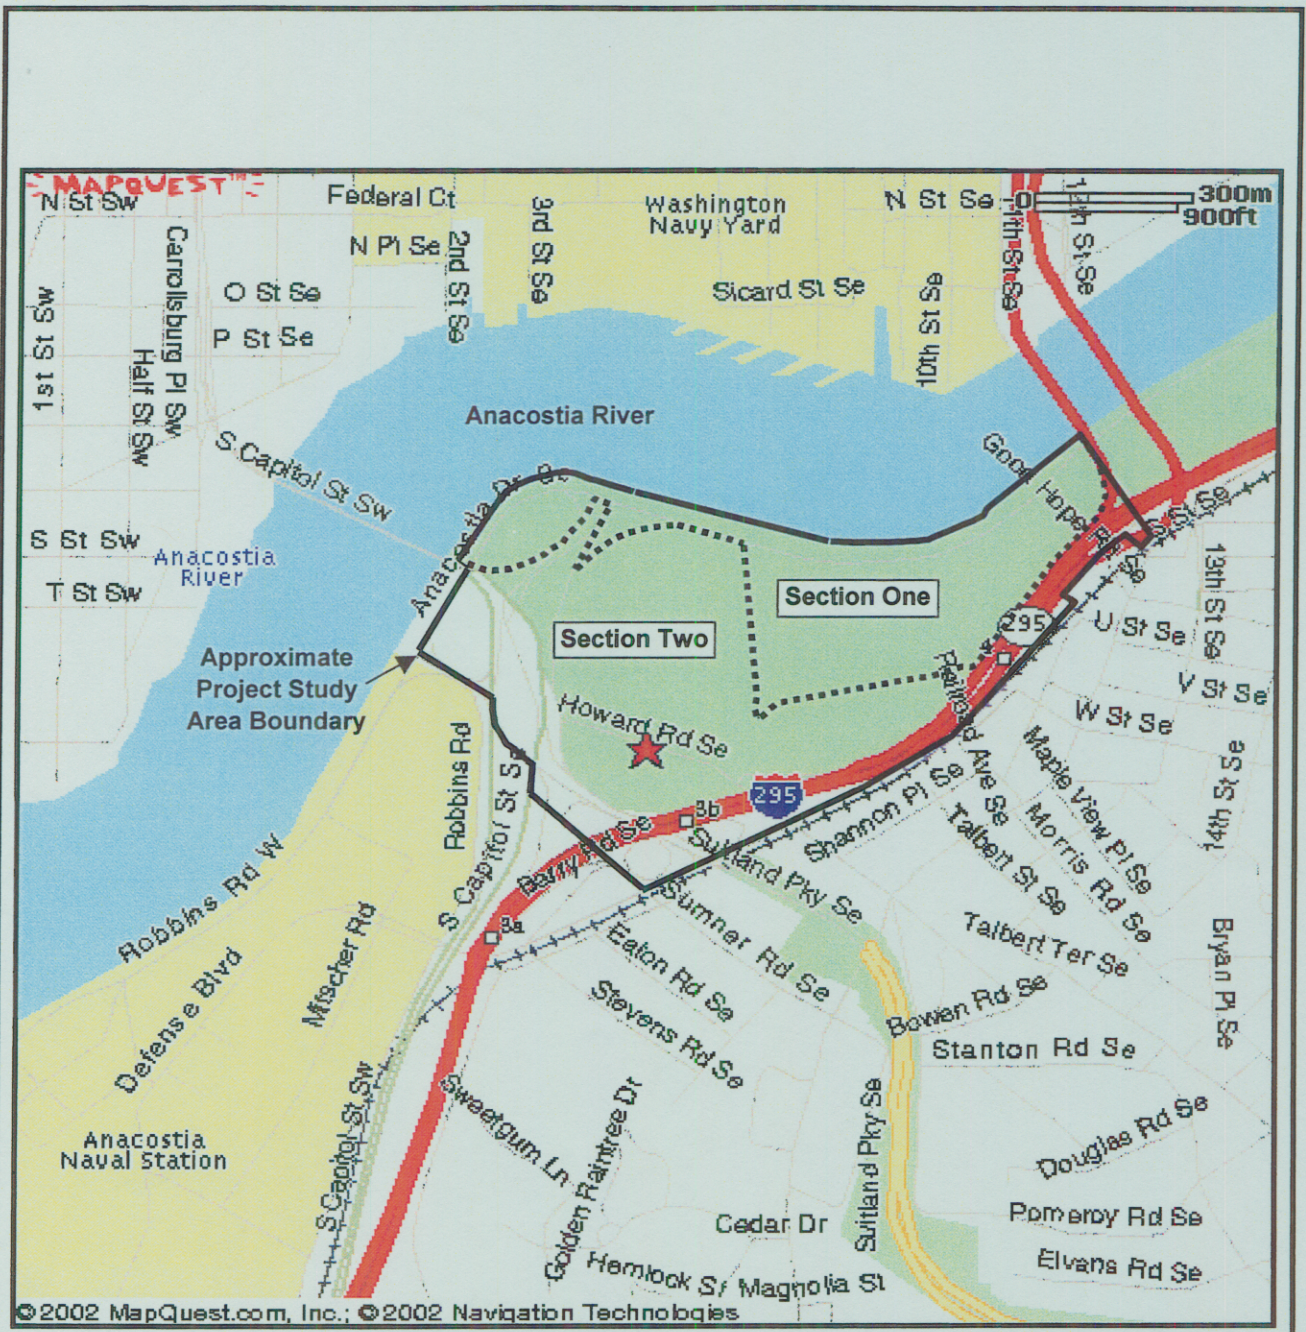 MAPQUEST™
N St Sw
Federal Ct
Washington
Navy Yard
N St Se
11th St Se
12th St Se
0
300m
900ft
N Pl Se
2nd St Se
3rd St Se
Carrollsburg Pl Sw
O St Se
Sicard St Se
P St Se
1st St Sw
Half St Sw
10th St Se
Anacostia River
S Capitol St Sw
Anacostia Dr
Good Hope Rd Se
S St Se
S St Sw
Anacostia
River
T St Sw
13th St Se
Section One
Section Two
295
U St Se
Approximate
Project Study
Area Boundary
V St Se
Howard Rd Se
W St Se
Railroad Ave Se
Robbins Rd
S Capitol St Se
Maple View Pl Se
14th St Se
295
3b
Shannon Pl Se
Talbert St Se
Morris Rd Se
Berry Rd Se
Suitland Pky Se
Robbins Rd W
3a
Sumner Rd Se
Talbert Ter Se
Bryan Pl Se
Mitscher Rd
Defense Blvd
Eaton Rd Se
Stevens Rd Se
Bowen Rd Se
Stanton Rd Se
Sweetgum Ln
Golden Raintree Dr
Suitland Pky Se
Douglas Rd Se
Anacostia
Naval Station
S Capitol St Sw
Cedar Dr
Pomeroy Rd Se
Hemlock St
Magnolia St
Elvans Rd Se
©2002 MapQuest.com, Inc.; ©2002 Navigation Technologies